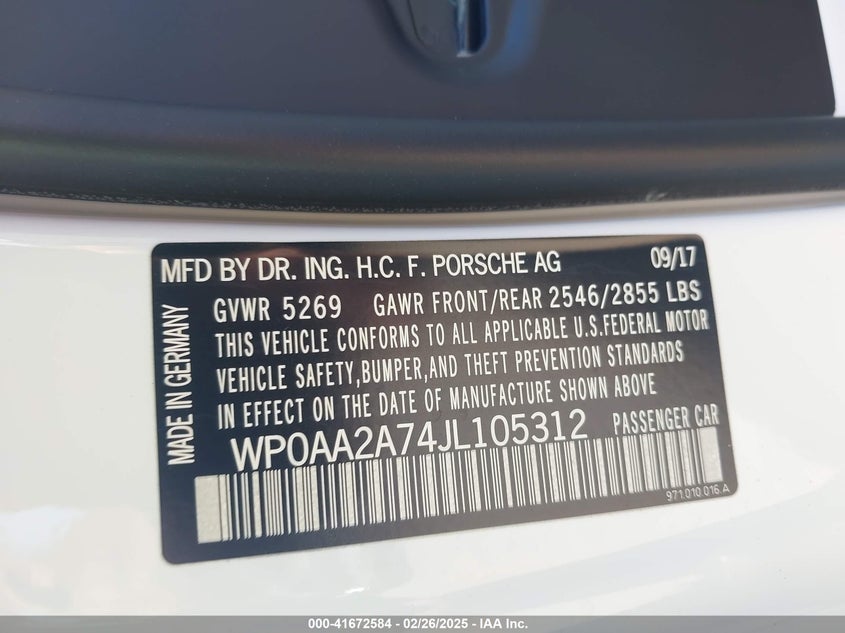 MFD BY DR. ING. H.C. F. PORSCHE AG 09/17
GVWR 5269 GAWR FRONT/REAR 2546/2855 LBS
THIS VEHICLE CONFORMS TO ALL APPLICABLE U.S.FEDERAL MOTOR
VEHICLE SAFETY,BUMPER,AND THEFT PREVENTION STANDARDS
IN EFFECT ON THE DATE OF MANUFACTURE SHOWN ABOVE
WP0AA2A74JL105312 PASSENGER CAR
971.010.016 A
MADE IN GERMANY
000-41672584 - 02/26/2025 - IAA Inc.